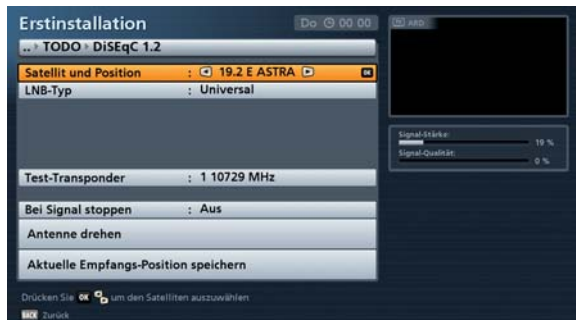 Erstinstallation
Do 00 00
ARD
.. TODO DiSEqC 1.2
Satellit und Position : 19.2 E ASTRA OK
LNB-Typ : Universal
Signal-Stärke:
19 %
Signal-Qualität:
0 %
Test-Transponder : 1 10729 MHz
Bei Signal stoppen : Aus
Antenne drehen
Aktuelle Empfangs-Position speichern
Drücken Sie OK um den Satelliten auszuwählen
BACK Zurück